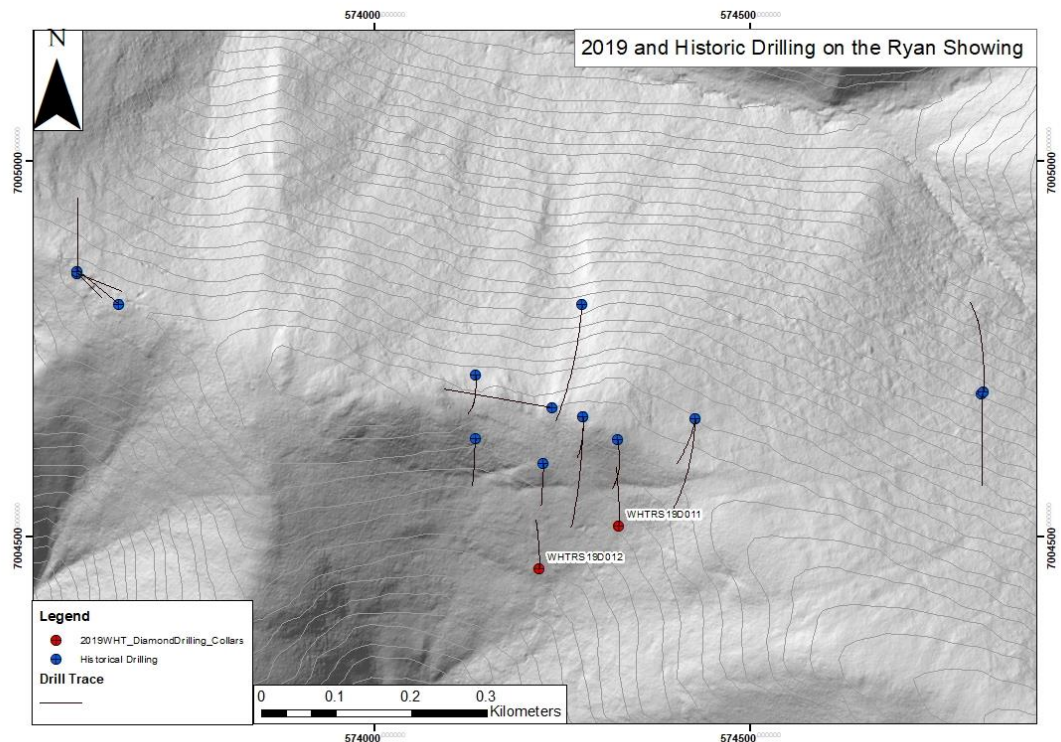 574000
574500
N
2019 and Historic Drilling on the Ryan Showing
7005000
7005000
WHTRS19D011
7004500
7004500
WHTRS19D012
Legend
2019WHT_DiamondDrilling_Collars
Historical Drilling
Drill Trace
0 0.1 0.2 0.3
Kilometers
574000
574500